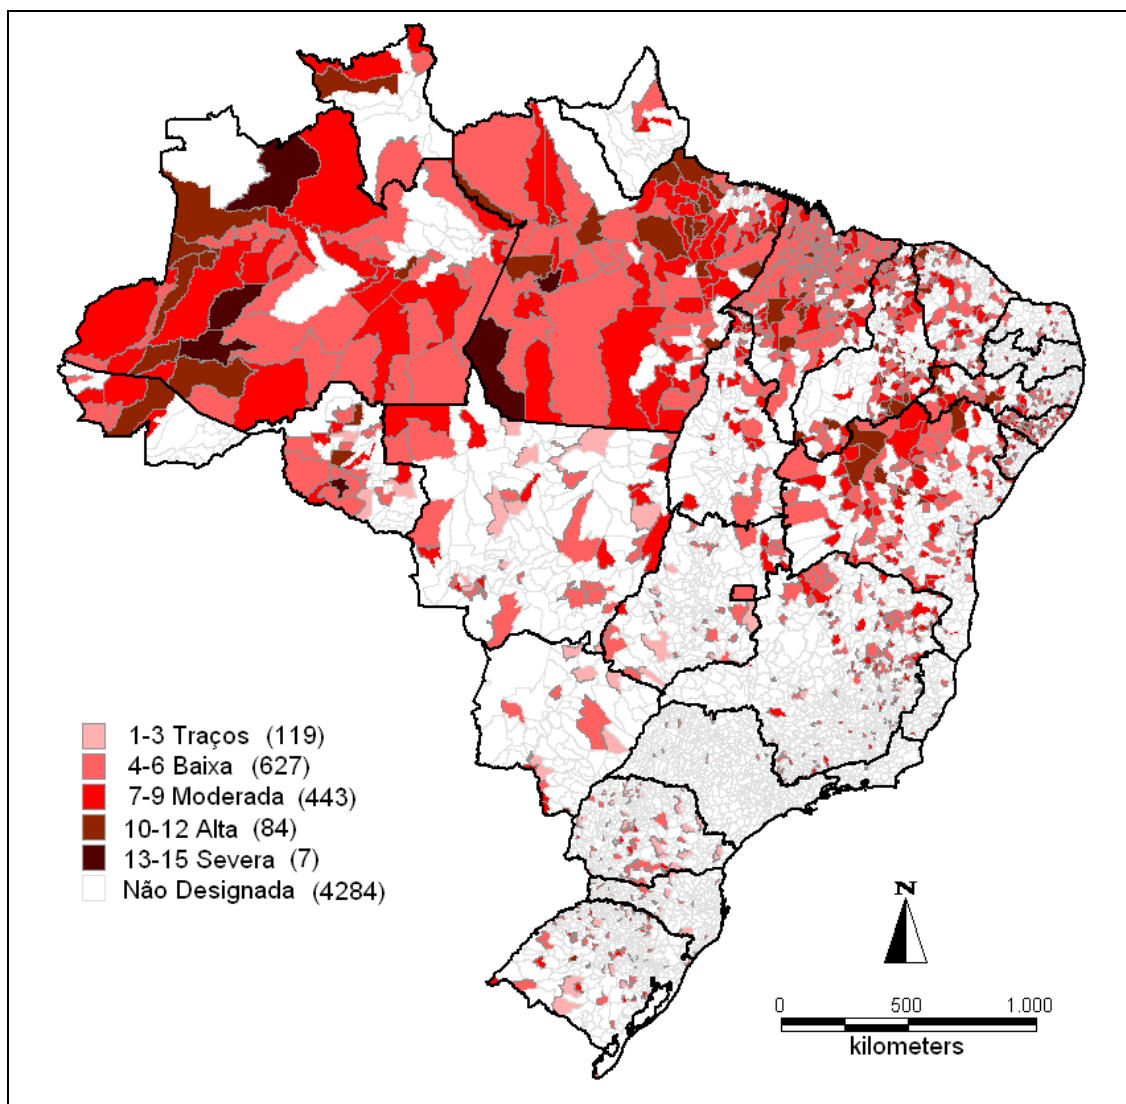 1-3 Traços (119)
4-6 Baixa (627)
7-9 Moderada (443)
10-12 Alta (84)
13-15 Severa (7)
Não Designada (4284)
N
0 500 1.000
kilometers